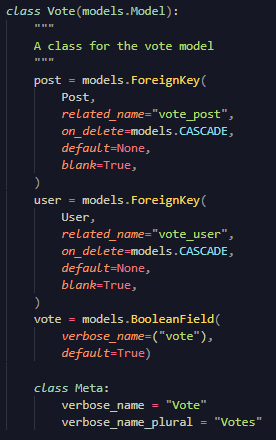 class Vote(models.Model):
    """
    A class for the vote model
    """
    post = models.ForeignKey(
        Post,
        related_name="vote_post",
        on_delete=models.CASCADE,
        default=None,
        blank=True,
    )
    user = models.ForeignKey(
        User,
        related_name="vote_user",
        on_delete=models.CASCADE,
        default=None,
        blank=True,
    )
    vote = models.BooleanField(
        verbose_name=("vote"),
        default=True)

    class Meta:
        verbose_name = "Vote"
        verbose_name_plural = "Votes"